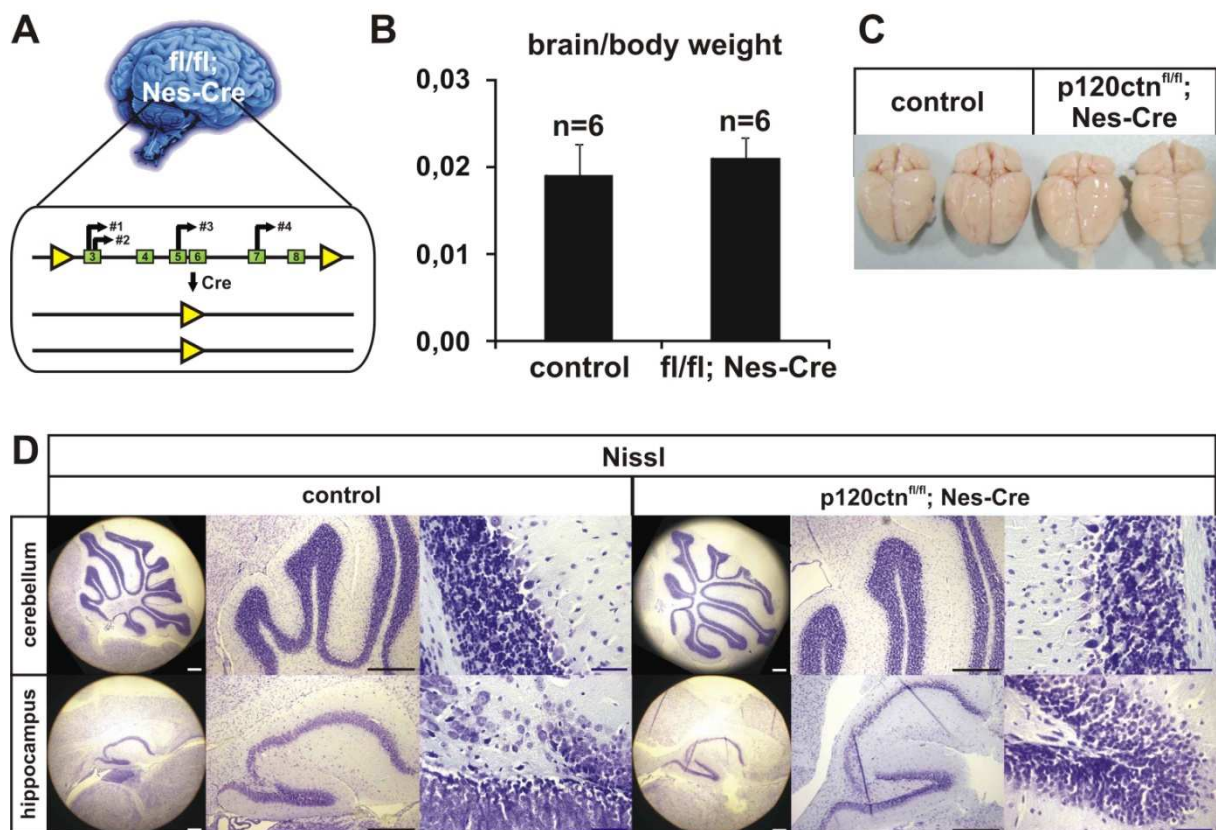 A
fl/fl;
Nes-Cre
#1
#2
#3
#4
3
4
5
6
7
8
Cre
B
brain/body weight
0,03
0,02
0,01
0,00
n=6
n=6
control
fl/fl; Nes-Cre
C
control
p120ctn^fl/fl;
Nes-Cre
D
Nissl
control
p120ctn^fl/fl; Nes-Cre
cerebellum
hippocampus